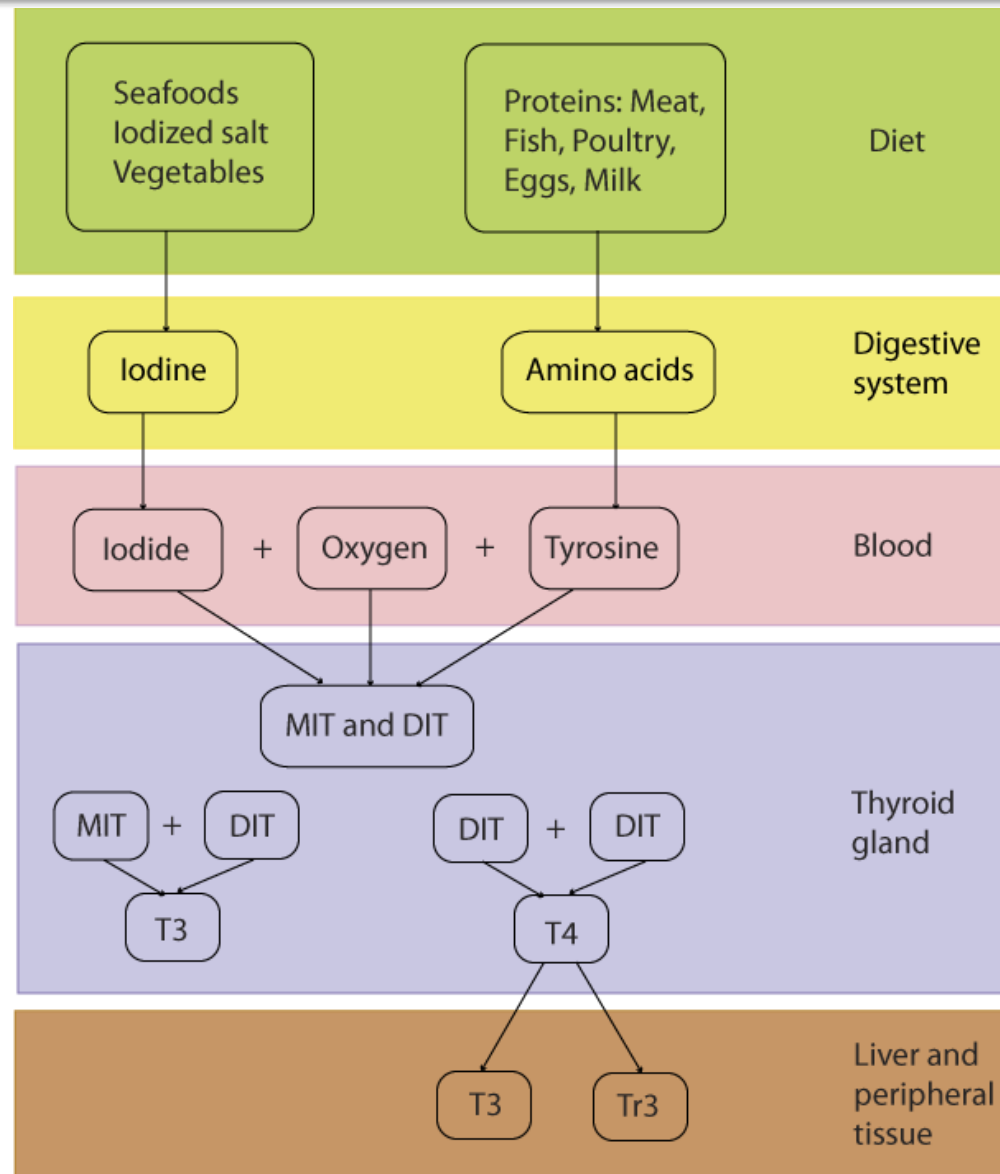 Seafoods
Iodized salt
Vegetables
Proteins: Meat,
Fish, Poultry,
Eggs, Milk
Diet
Iodine
Amino acids
Digestive
system
Iodide + Oxygen + Tyrosine
Blood
MIT and DIT
MIT + DIT
DIT + DIT
Thyroid
gland
T3
T4
T3
Tr3
Liver and
peripheral
tissue